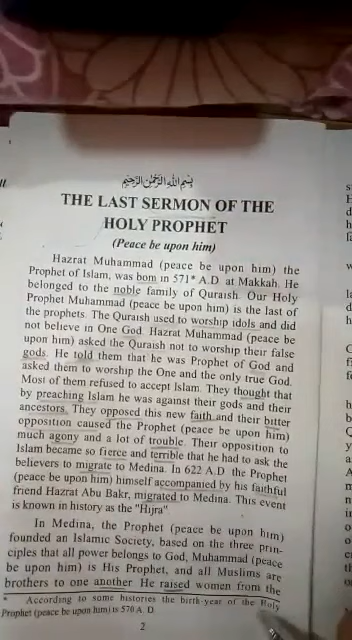 بِسْمِ اللهِ الرَّحْمٰنِ الرَّحِيْمِ
THE LAST SERMON OF THE
HOLY PROPHET
(Peace be upon him)
Hazrat Muhammad (peace be upon him) the
Prophet of Islam, was born in 571* A.D. at Makkah. He
belonged to the noble family of Quraish. Our Holy
Prophet Muhammad (peace be upon him) is the last of
the prophets. The Quraish used to worship idols and did
not believe in One God. Hazrat Muhammad (peace be
upon him) asked the Quraish not to worship their false
gods. He told them that he was Prophet of God and
asked them to worship the One and the only true God.
Most of them refused to accept Islam. They thought that
by preaching Islam he was against their gods and their
ancestors. They opposed this new faith and their bitter
opposition caused the Prophet (peace be upon him)
much agony and a lot of trouble. Their opposition to
Islam became so fierce and terrible that he had to ask the
believers to migrate to Medina. In 622 A.D. the Prophet
(peace be upon him) himself accompanied by his faithful
friend Hazrat Abu Bakr, migrated to Medina. This event
is known in history as the "Hijra"
In Medina, the Prophet (peace be upon him)
founded an Islamic Society, based on the three prin-
ciples that all power belongs to God, Muhammad (peace
be upon him) is His Prophet, and all Muslims are
brothers to one another He raised women from the
* According to some histories the birth-year of the Holy
Prophet (peace be upon him) is 570 A.D.
2